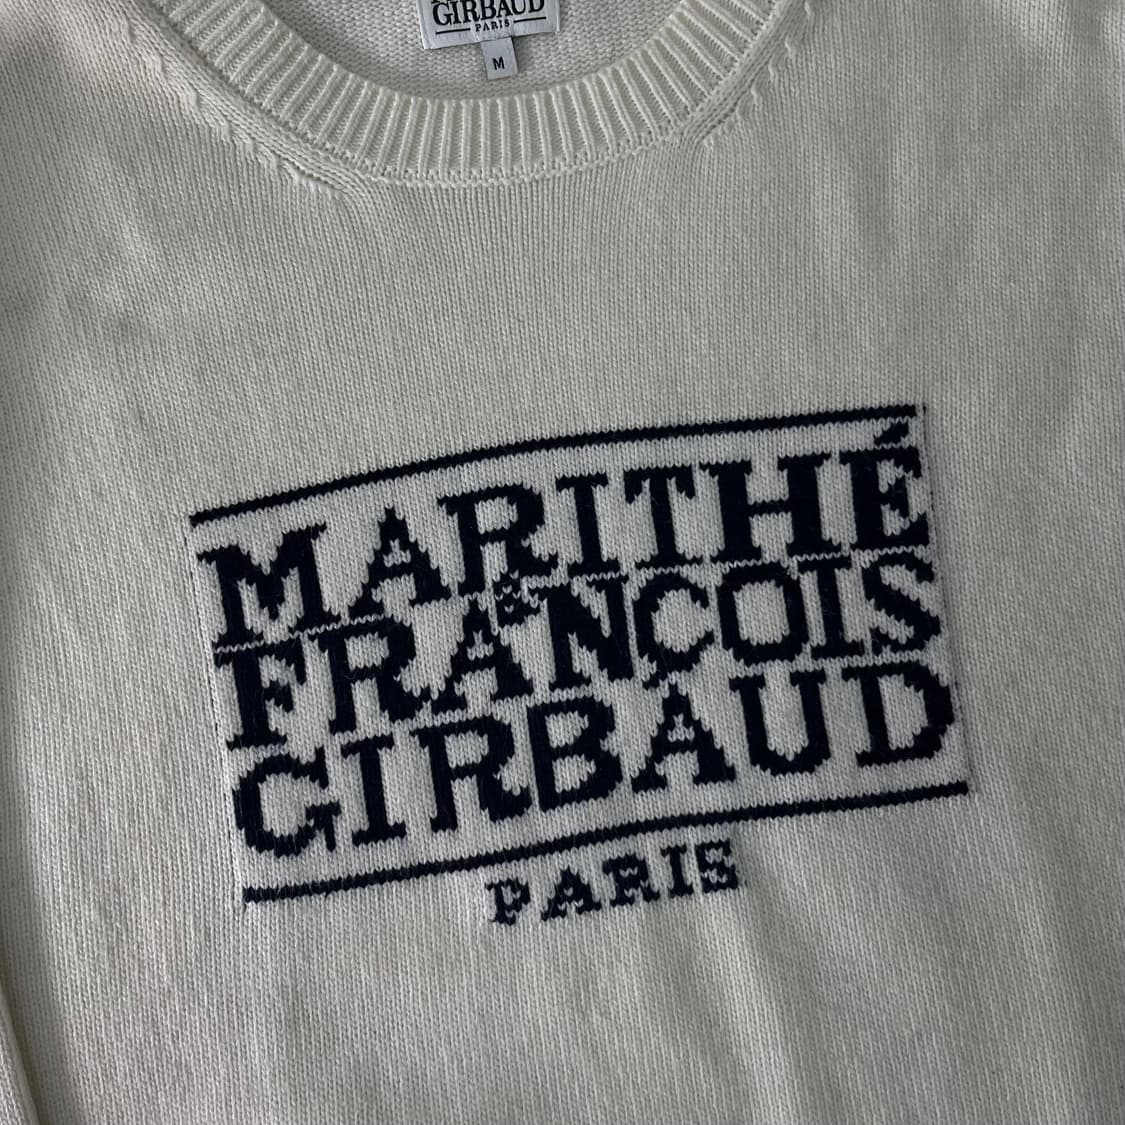 GIRBAUD
PARIS
M
MARITHÉ
&
FRANÇOIS
GIRBAUD
PARIS